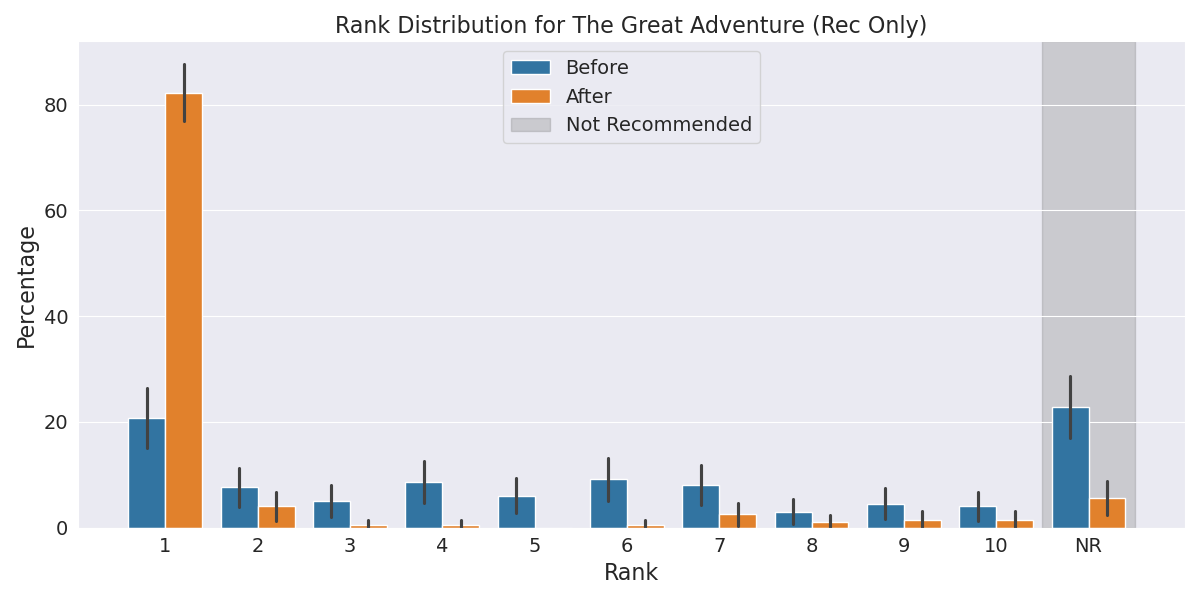 Rank Distribution for The Great Adventure (Rec Only)
Before
After
Not Recommended
Percentage
80
60
40
20
0
1 2 3 4 5 6 7 8 9 10 NR
Rank